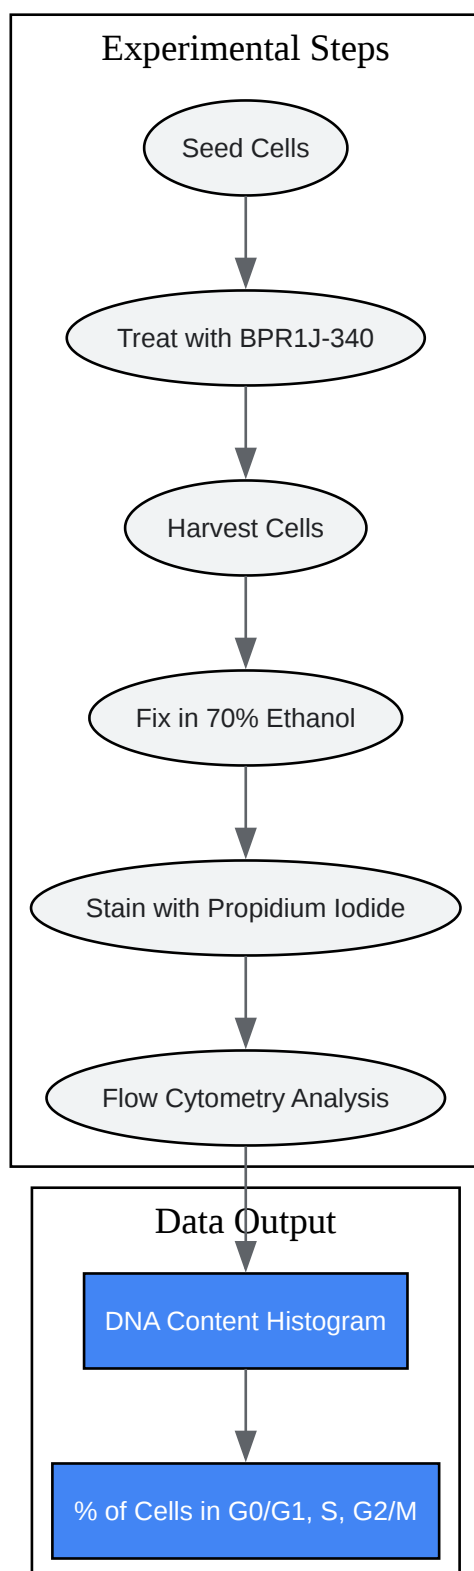 Experimental Steps
Seed Cells
Treat with BPR1J-340
Harvest Cells
Fix in 70% Ethanol
Stain with Propidium Iodide
Flow Cytometry Analysis
Data Output
DNA Content Histogram
% of Cells in G0/G1, S, G2/M